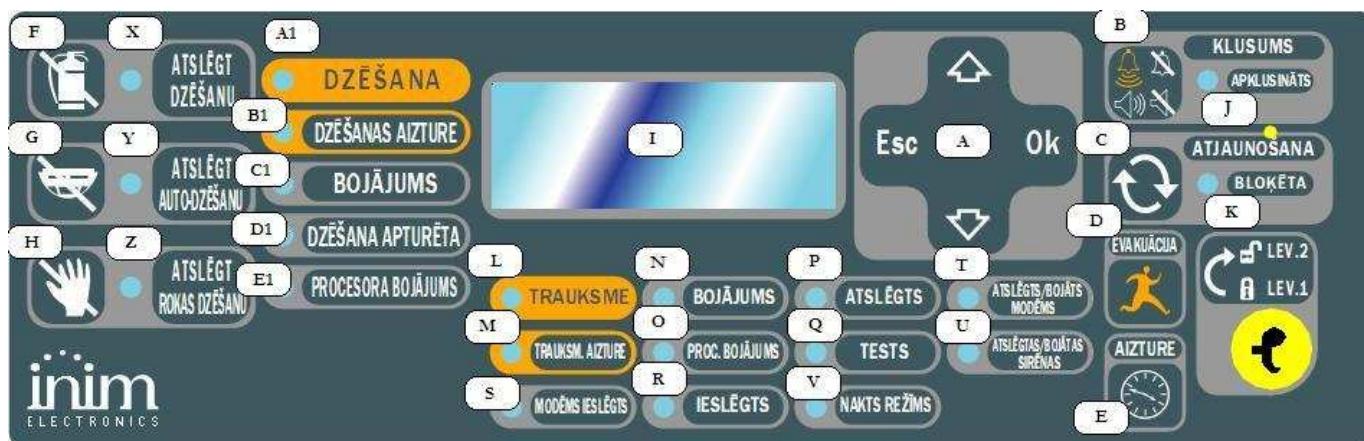 F
X
ATSLĒGT
DZĒŠANU
G
Y
ATSLĒGT
AUTO-DZĒŠANU
H
Z
ATSLĒGT
ROKAS DZĒŠANU
inim
ELECTRONICS
A1
DZĒŠANA
B1
DZĒŠANAS AIZTURE
C1
BOJĀJUMS
D1
DZĒŠANA APTURĒTA
E1
PROCESORA BOJĀJUMS
I
Esc
A
Ok
L
TRAUKSME
M
TRAUKSM. AIZTURE
S
MODĒMS IESLĒGTS
N
BOJĀJUMS
O
PROC. BOJĀJUMS
R
IESLĒGTS
P
ATSLĒGTS
Q
TESTS
V
NAKTS REŽĪMS
T
ATSLĒGTS/BOJĀTS
MODĒMS
U
ATSLĒGTAS/BOJĀTAS
SIRĒNAS
B
KLUSUMS
APKLUSINĀTS
J
C
ATJAUNOŠANA
BLOĶĒTA
K
D
EVAKUĀCIJA
LEV.2
LEV.1
AIZTURE
E